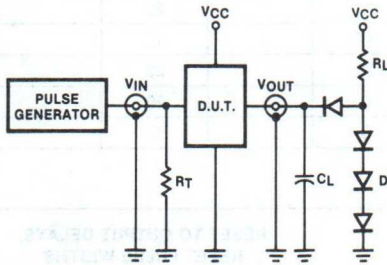 VCC
VCC
RL
VIN
VOUT
PULSE
GENERATOR
D.U.T.
D
RT
CL